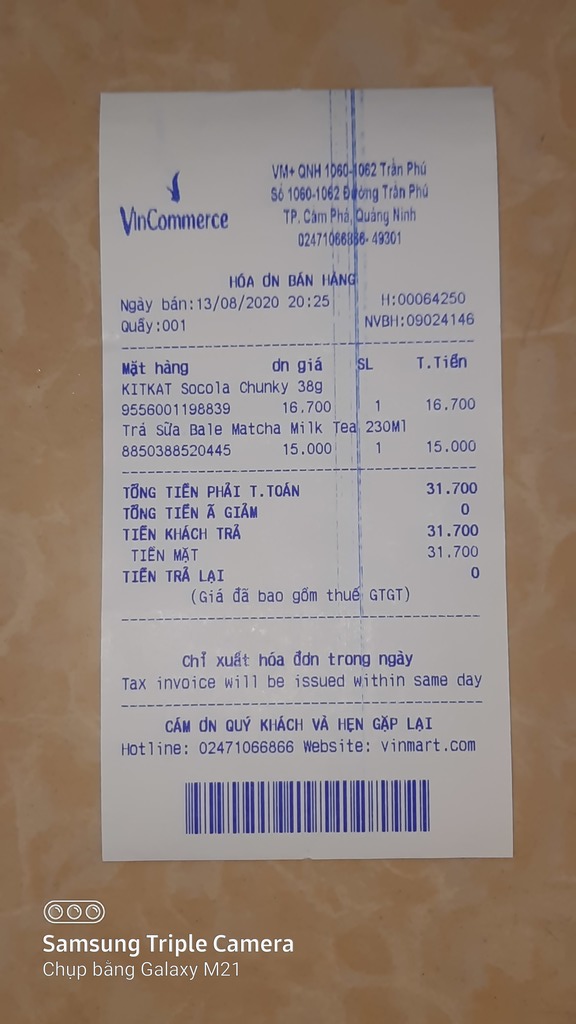 VM+ QNH 1060-1062 Trần Phú
Số 1060-1062 Đường Trần Phú
VinCommerce
TP. Cẩm Phả, Quảng Ninh
02471066866- 49301
HÓA ƠN BÁN HÀNG
Ngày bán:13/08/2020 20:25 H:00064250
Quầy:001 NVBH:09024146
Mặt hàng ơn giá SL T.Tiền
KITKAT Socola Chunky 38g
9556001198839 16.700 1 16.700
Trà Sữa Bale Matcha Milk Tea 230Ml
8850388520445 15.000 1 15.000
TỔNG TIỀN PHẢI T.TOÁN 31.700
TỔNG TIỀN Ã GIẢM 0
TIỀN KHÁCH TRẢ 31.700
TIỀN MẶT 31.700
TIỀN TRẢ LẠI 0
(Giá đã bao gồm thuế GTGT)
Chỉ xuất hóa đơn trong ngày
Tax invoice will be issued within same day
CẢM ƠN QUÝ KHÁCH VÀ HẸN GẶP LẠI
Hotline: 02471066866 Website: vinmart.com
Samsung Triple Camera
Chụp bằng Galaxy M21